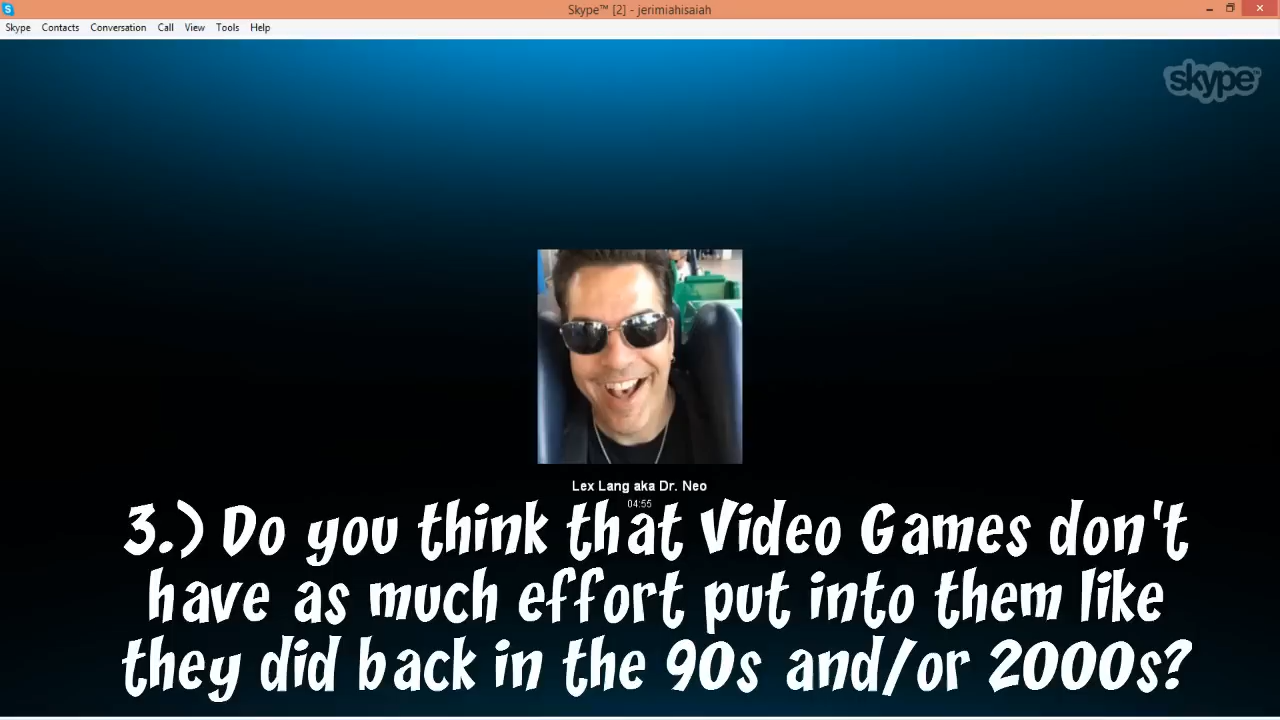 Skype™ [2] - jerimiahisaiah
Skype Contacts Conversation Call View Tools Help
skype™
Lex Lang aka Dr. Neo
04:55
3.) Do you think that Video Games don't
have as much effort put into them like
they did back in the 90s and/or 2000s?